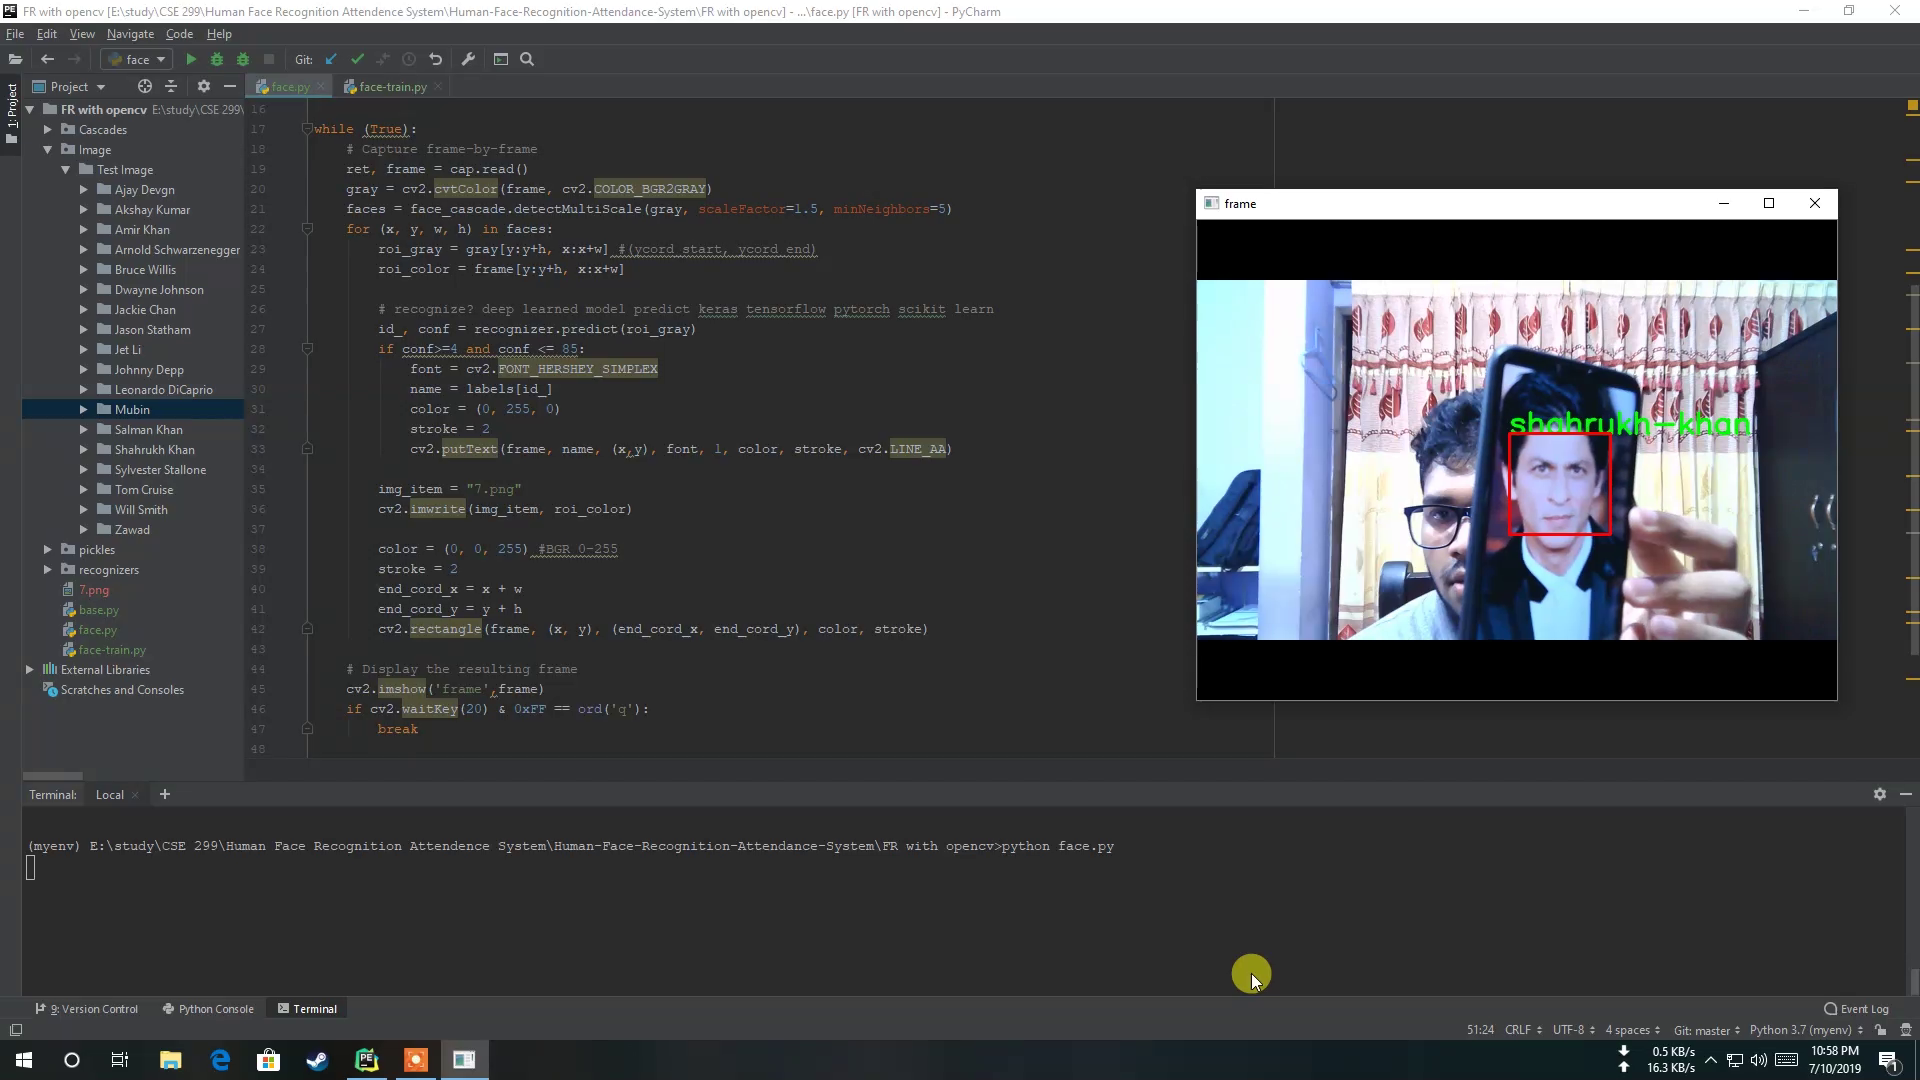 FR with opencv [E:\study\CSE 299\Human Face Recognition Attendence System\Human-Face-Recognition-Attendance-System\FR with opencv] - ...\face.py [FR with opencv] - PyCharm
File Edit View Navigate Code Help
face Git:
1: Project
Project face.py face-train.py
FR with opencv E:\study\CSE 299\
Cascades
Image
Test Image
Ajay Devgn
Akshay Kumar
Amir Khan
Arnold Schwarzenegger
Bruce Willis
Dwayne Johnson
Jackie Chan
Jason Statham
Jet Li
Johnny Depp
Leonardo DiCaprio
Mubin
Salman Khan
Shahrukh Khan
Sylvester Stallone
Tom Cruise
Will Smith
Zawad
pickles
recognizers
7.png
base.py
face.py
face-train.py
External Libraries
Scratches and Consoles
16
17 while (True):
18 # Capture frame-by-frame
19 ret, frame = cap.read()
20 gray = cv2.cvtColor(frame, cv2.COLOR_BGR2GRAY)
21 faces = face_cascade.detectMultiScale(gray, scaleFactor=1.5, minNeighbors=5)
22 for (x, y, w, h) in faces:
23 roi_gray = gray[y:y+h, x:x+w] #(ycord_start, ycord_end)
24 roi_color = frame[y:y+h, x:x+w]
25
26 # recognize? deep learned model predict keras tensorflow pytorch scikit learn
27 id_, conf = recognizer.predict(roi_gray)
28 if conf>=4 and conf <= 85:
29 font = cv2.FONT_HERSHEY_SIMPLEX
30 name = labels[id_]
31 color = (0, 255, 0)
32 stroke = 2
33 cv2.putText(frame, name, (x,y), font, 1, color, stroke, cv2.LINE_AA)
34
35 img_item = "7.png"
36 cv2.imwrite(img_item, roi_color)
37
38 color = (0, 0, 255) #BGR 0-255
39 stroke = 2
40 end_cord_x = x + w
41 end_cord_y = y + h
42 cv2.rectangle(frame, (x, y), (end_cord_x, end_cord_y), color, stroke)
43
44 # Display the resulting frame
45 cv2.imshow('frame',frame)
46 if cv2.waitKey(20) & 0xFF == ord('q'):
47 break
48
frame
shahrukh-khan
Terminal: Local
(myenv) E:\study\CSE 299\Human Face Recognition Attendence System\Human-Face-Recognition-Attendance-System\FR with opencv>python face.py
9: Version Control Python Console Terminal Event Log
51:24 CRLF UTF-8 4 spaces Git: master Python 3.7 (myenv)
0.5 KB/s
16.3 KB/s
10:58 PM
7/10/2019
1